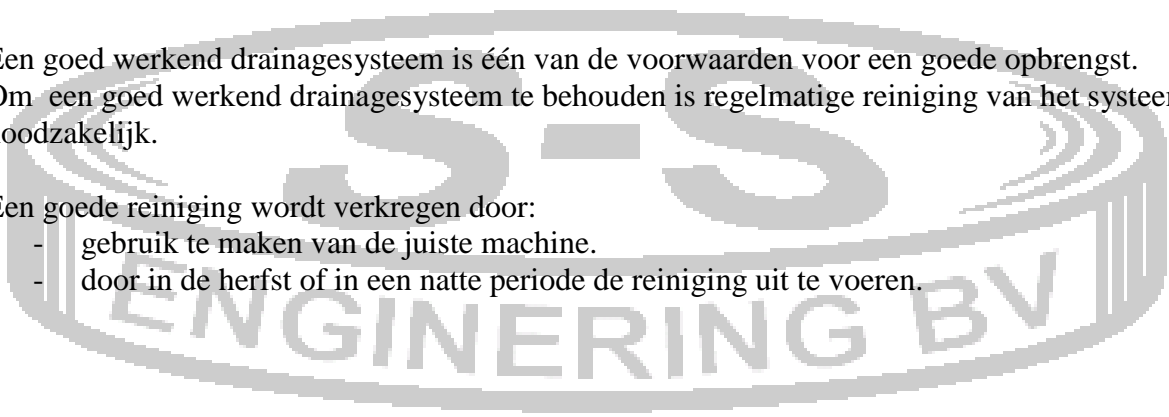 Een goed werkend drainagesysteem is één van de voorwaarden voor een goede opbrengst.
Om een goed werkend drainagesysteem te behouden is regelmatige reiniging van het systeem
noodzakelijk.
Een goede reiniging wordt verkregen door:
- gebruik te maken van de juiste machine.
- door in de herfst of in een natte periode de reiniging uit te voeren.
S-S
ENGINERING BV